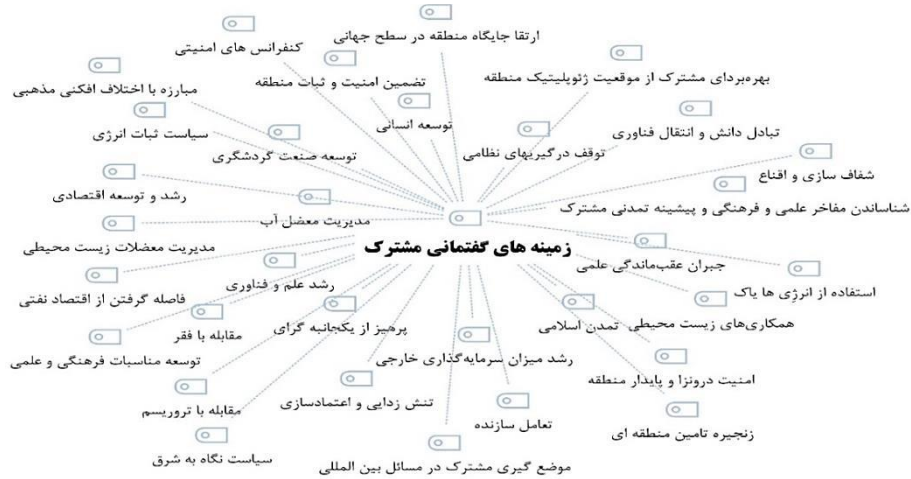 ارتقا جایگاه منطقه در سطح جهانی
کنفرانس های امنیتی
بهره‌بردای مشترک از موقعیت ژئوپلیتیک منطقه
تضمین امنیت و ثبات منطقه
مبارزه با اختلاف افکنی مذهبی
توسعه انسانی
تبادل دانش و انتقال فناوری
سیاست ثبات انرژی
توقف درگیریهای نظامی
توسعه صنعت گردشگری
شفاف سازی و اقناع
رشد و توسعه اقتصادی
شناساندن مفاخر علمی و فرهنگی و پیشینه تمدنی مشترک
مدیریت معضل آب
زمینه های گفتمانی مشترک
مدیریت معضلات زیست محیطی
جبران عقب‌ماندگی علمی
استفاده از انرژی ها یاک
رشد علم و فناوری
فاصله گرفتن از اقتصاد نفتی
همکاری‌های زیست محیطی
تمدن اسلامی
پرهیز از یکجانبه گرای
مقابله با فقر
رشد میزان سرمایه‌گذاری خارجی
توسعه مناسبات فرهنگی و علمی
امنیت درونزا و پایدار منطقه
تنش زدایی و اعتمادسازی
مقابله با تروریسم
تعامل سازنده
زنجیره تامین منطقه ای
سیاست نگاه به شرق
موضع گیری مشترک در مسائل بین المللی